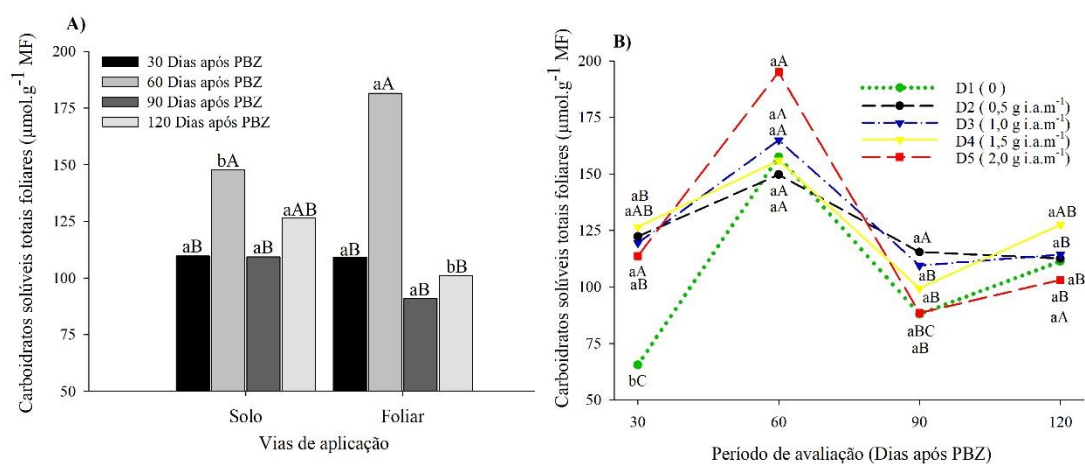 A)
Carboidratos solúveis totais foliares (µmol.g⁻¹ MF)
200
175
150
125
100
75
50
30 Dias após PBZ
60 Dias após PBZ
90 Dias após PBZ
120 Dias após PBZ
aB
bA
aB
aAB
aB
aA
aB
bB
Solo
Foliar
Vias de aplicação
B)
Carboidratos solúveis totais foliares (µmol.g⁻¹ MF)
200
175
150
125
100
75
50
D1 ( 0 )
D2 ( 0,5 g i.a.m⁻¹)
D3 ( 1,0 g i.a.m⁻¹)
D4 ( 1,5 g i.a.m⁻¹)
D5 ( 2,0 g i.a.m⁻¹)
aB
aAB
aA
aB
bC
aA
aA
aA
aA
aA
aA
aB
aB
aBC
aB
aAB
aB
aB
aB
aA
30
60
90
120
Período de avaliação (Dias após PBZ)